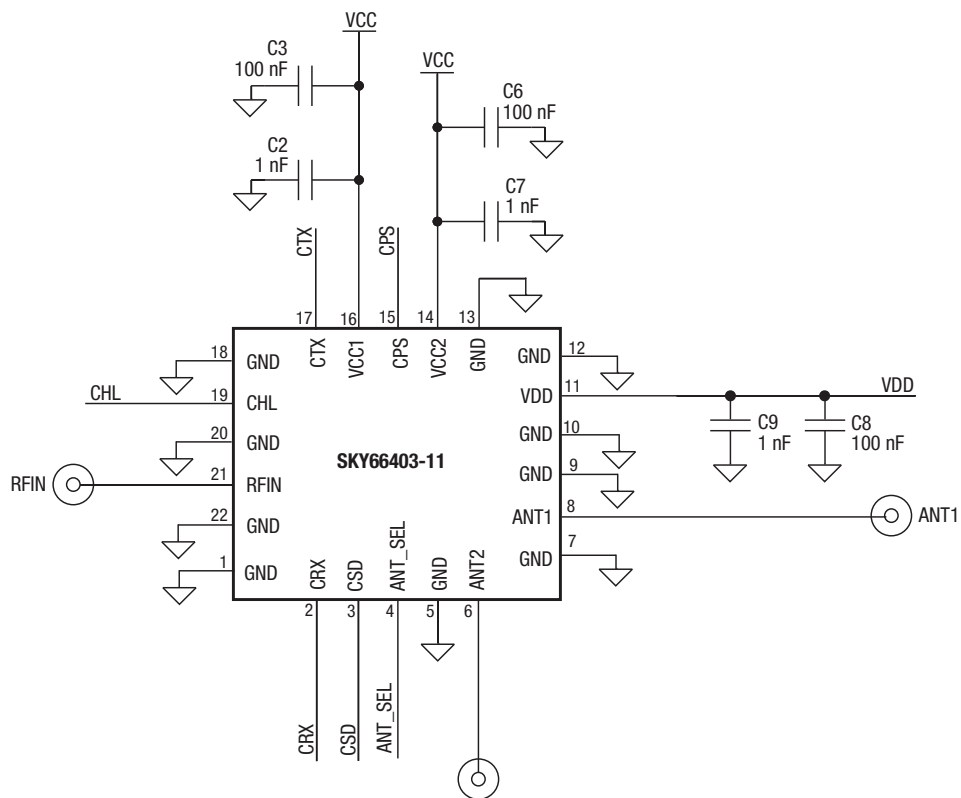 VCC
C3
100 nF
VCC
C6
100 nF
C2
1 nF
C7
1 nF
CTX
CPS
17
16
15
14
13
CTX
VCC1
CPS
VCC2
GND
18
GND
GND
12
CHL
19
CHL
VDD
11
VDD
20
GND
GND
10
C9
1 nF
C8
100 nF
SKY66403-11
GND
9
RFIN
21
RFIN
ANT1
8
ANT1
22
GND
GND
7
1
GND
CRX
CSD
ANT_SEL
GND
ANT2
2
3
4
5
6
CRX
CSD
ANT_SEL